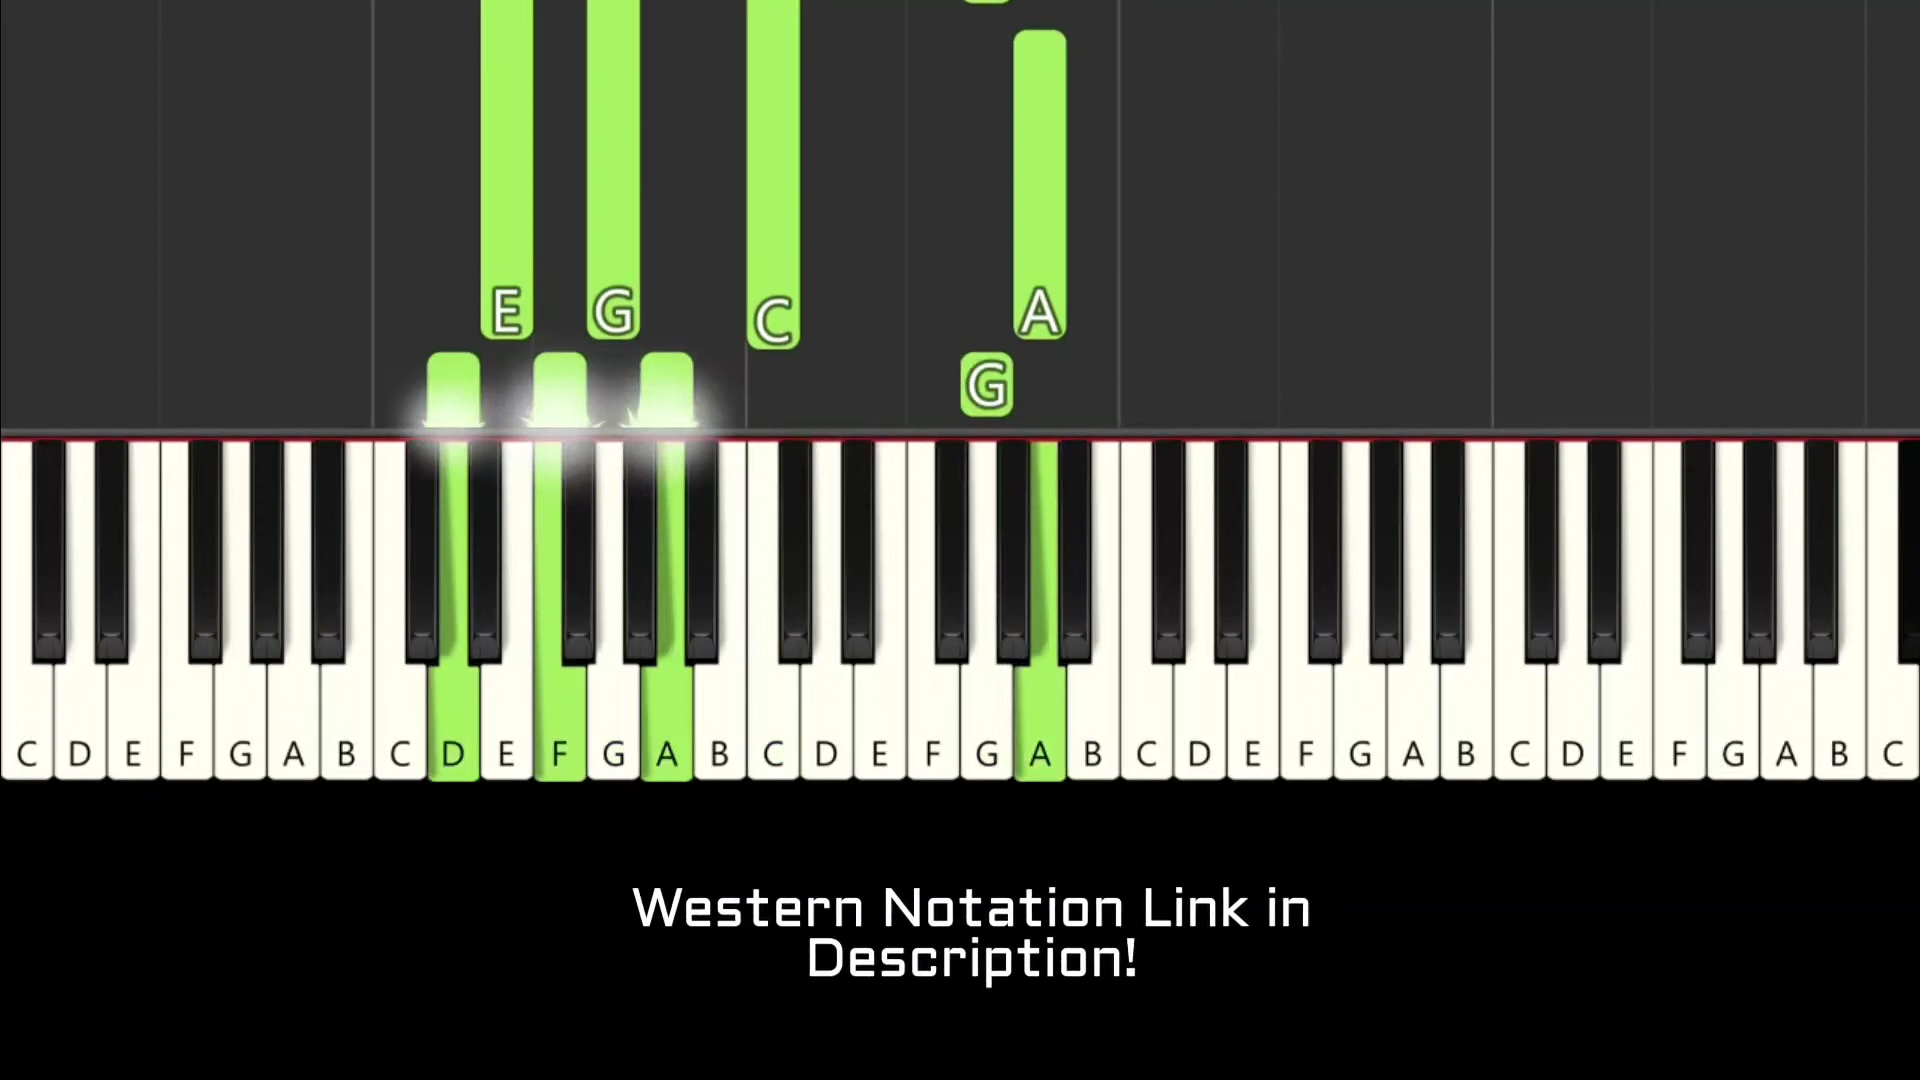 E G C A
G
C D E F G A B C D E F G A B C D E F G A B C D E F G A B C D E F G A B C
Western Notation Link in
Description!